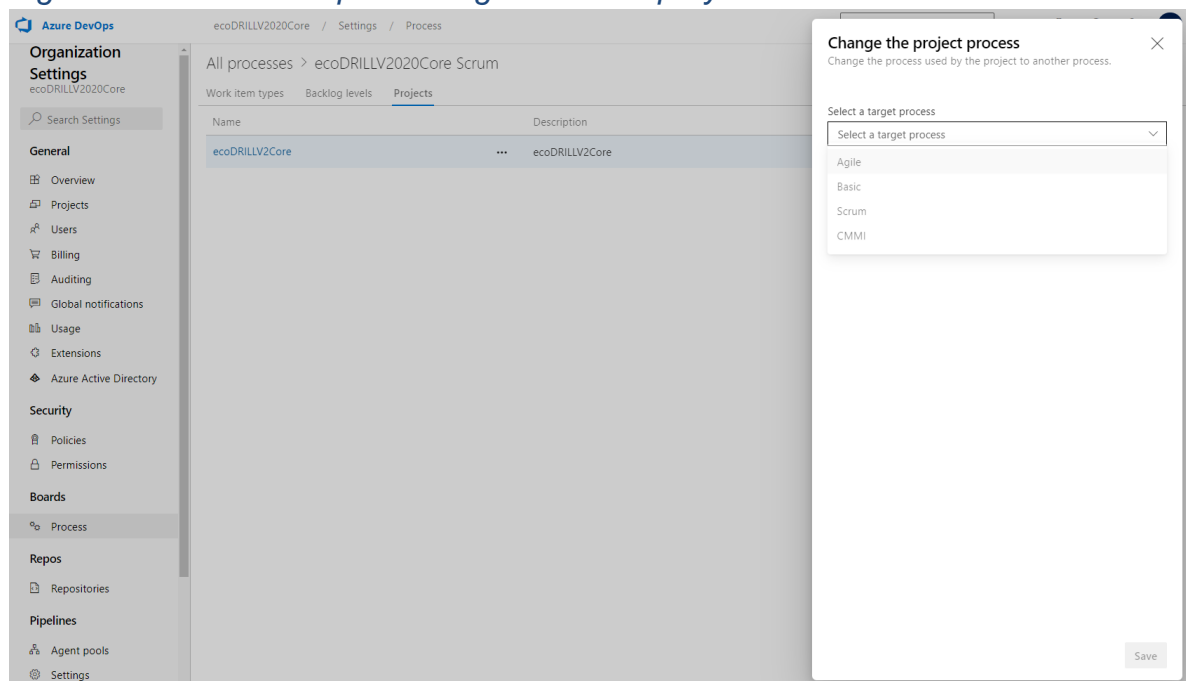 Azure DevOps
ecoDRILLV2020Core / Settings / Process
Organization
Settings
ecoDRILLV2020Core
Search Settings
General
Overview
Projects
Users
Billing
Auditing
Global notifications
Usage
Extensions
Azure Active Directory
Security
Policies
Permissions
Boards
Process
Repos
Repositories
Pipelines
Agent pools
Settings
All processes > ecoDRILLV2020Core Scrum
Work item types Backlog levels Projects
Name Description
ecoDRILLV2Core ... ecoDRILLV2Core
Change the project process
Change the process used by the project to another process.
Select a target process
Select a target process
Agile
Basic
Scrum
CMMI
Save